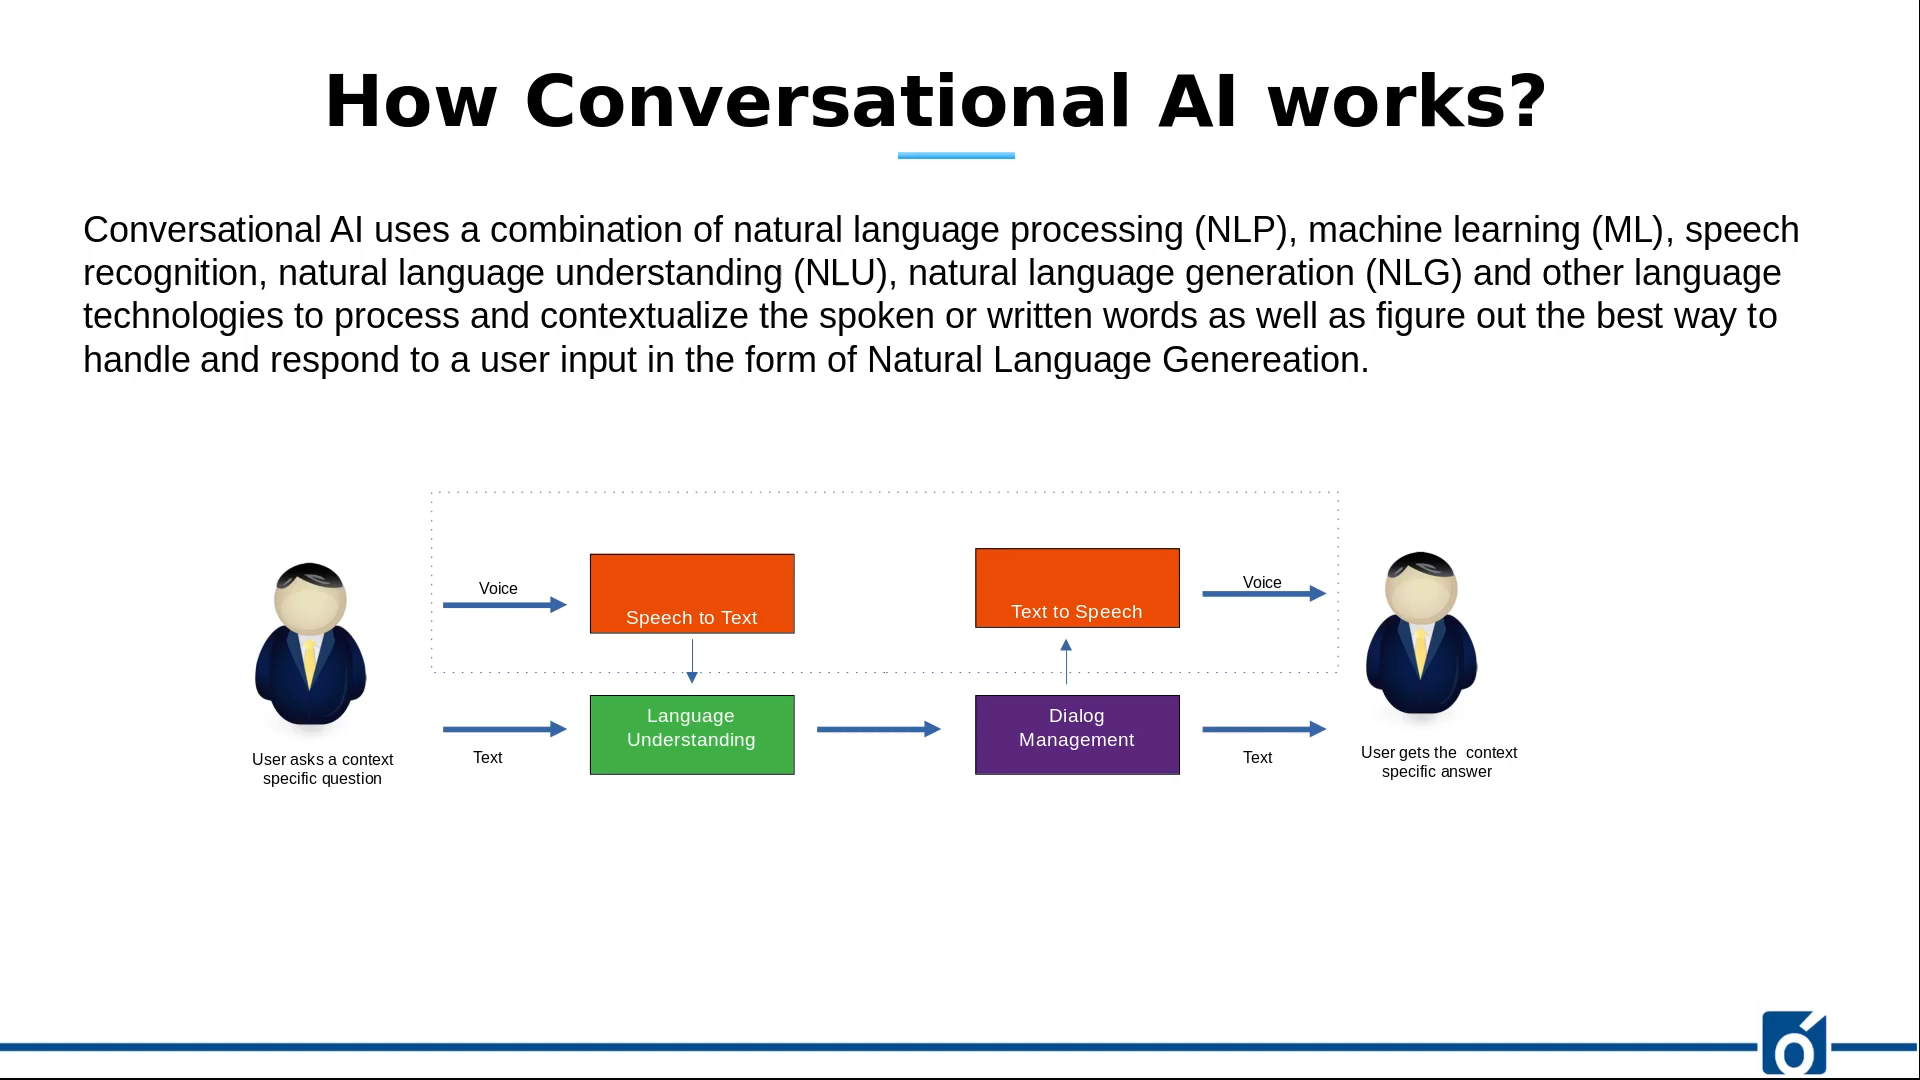 How Conversational AI works?
Conversational AI uses a combination of natural language processing (NLP), machine learning (ML), speech
recognition, natural language understanding (NLU), natural language generation (NLG) and other language
technologies to process and contextualize the spoken or written words as well as figure out the best way to
handle and respond to a user input in the form of Natural Language Genereation.
Voice
Speech to Text
Text to Speech
Voice
Text
Language
Understanding
Dialog
Management
Text
User asks a context
specific question
User gets the  context
specific answer
ó